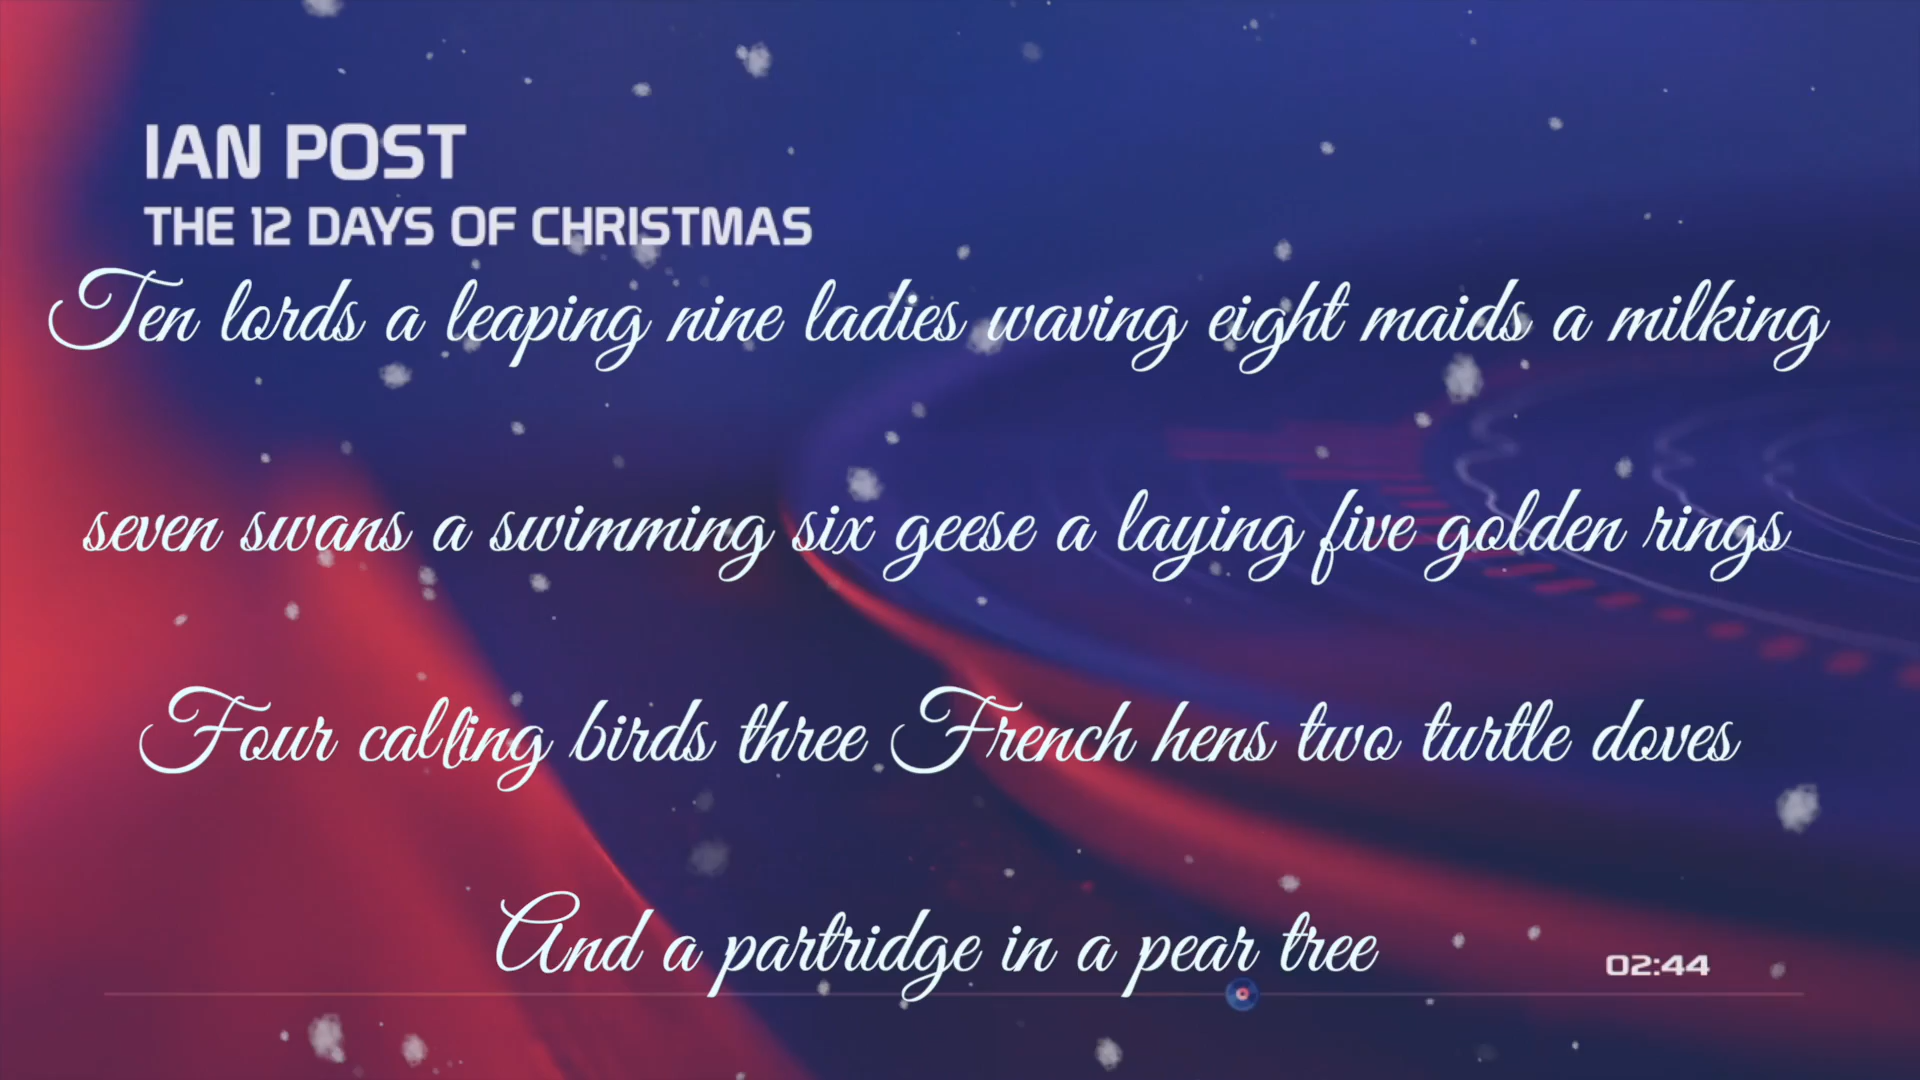 IAN POST
THE 12 DAYS OF CHRISTMAS
Ten lords a leaping nine ladies waving eight maids a milking
seven swans a swimming six geese a laying five golden rings
Four calling birds three French hens two turtle doves
And a partridge in a pear tree
02:44